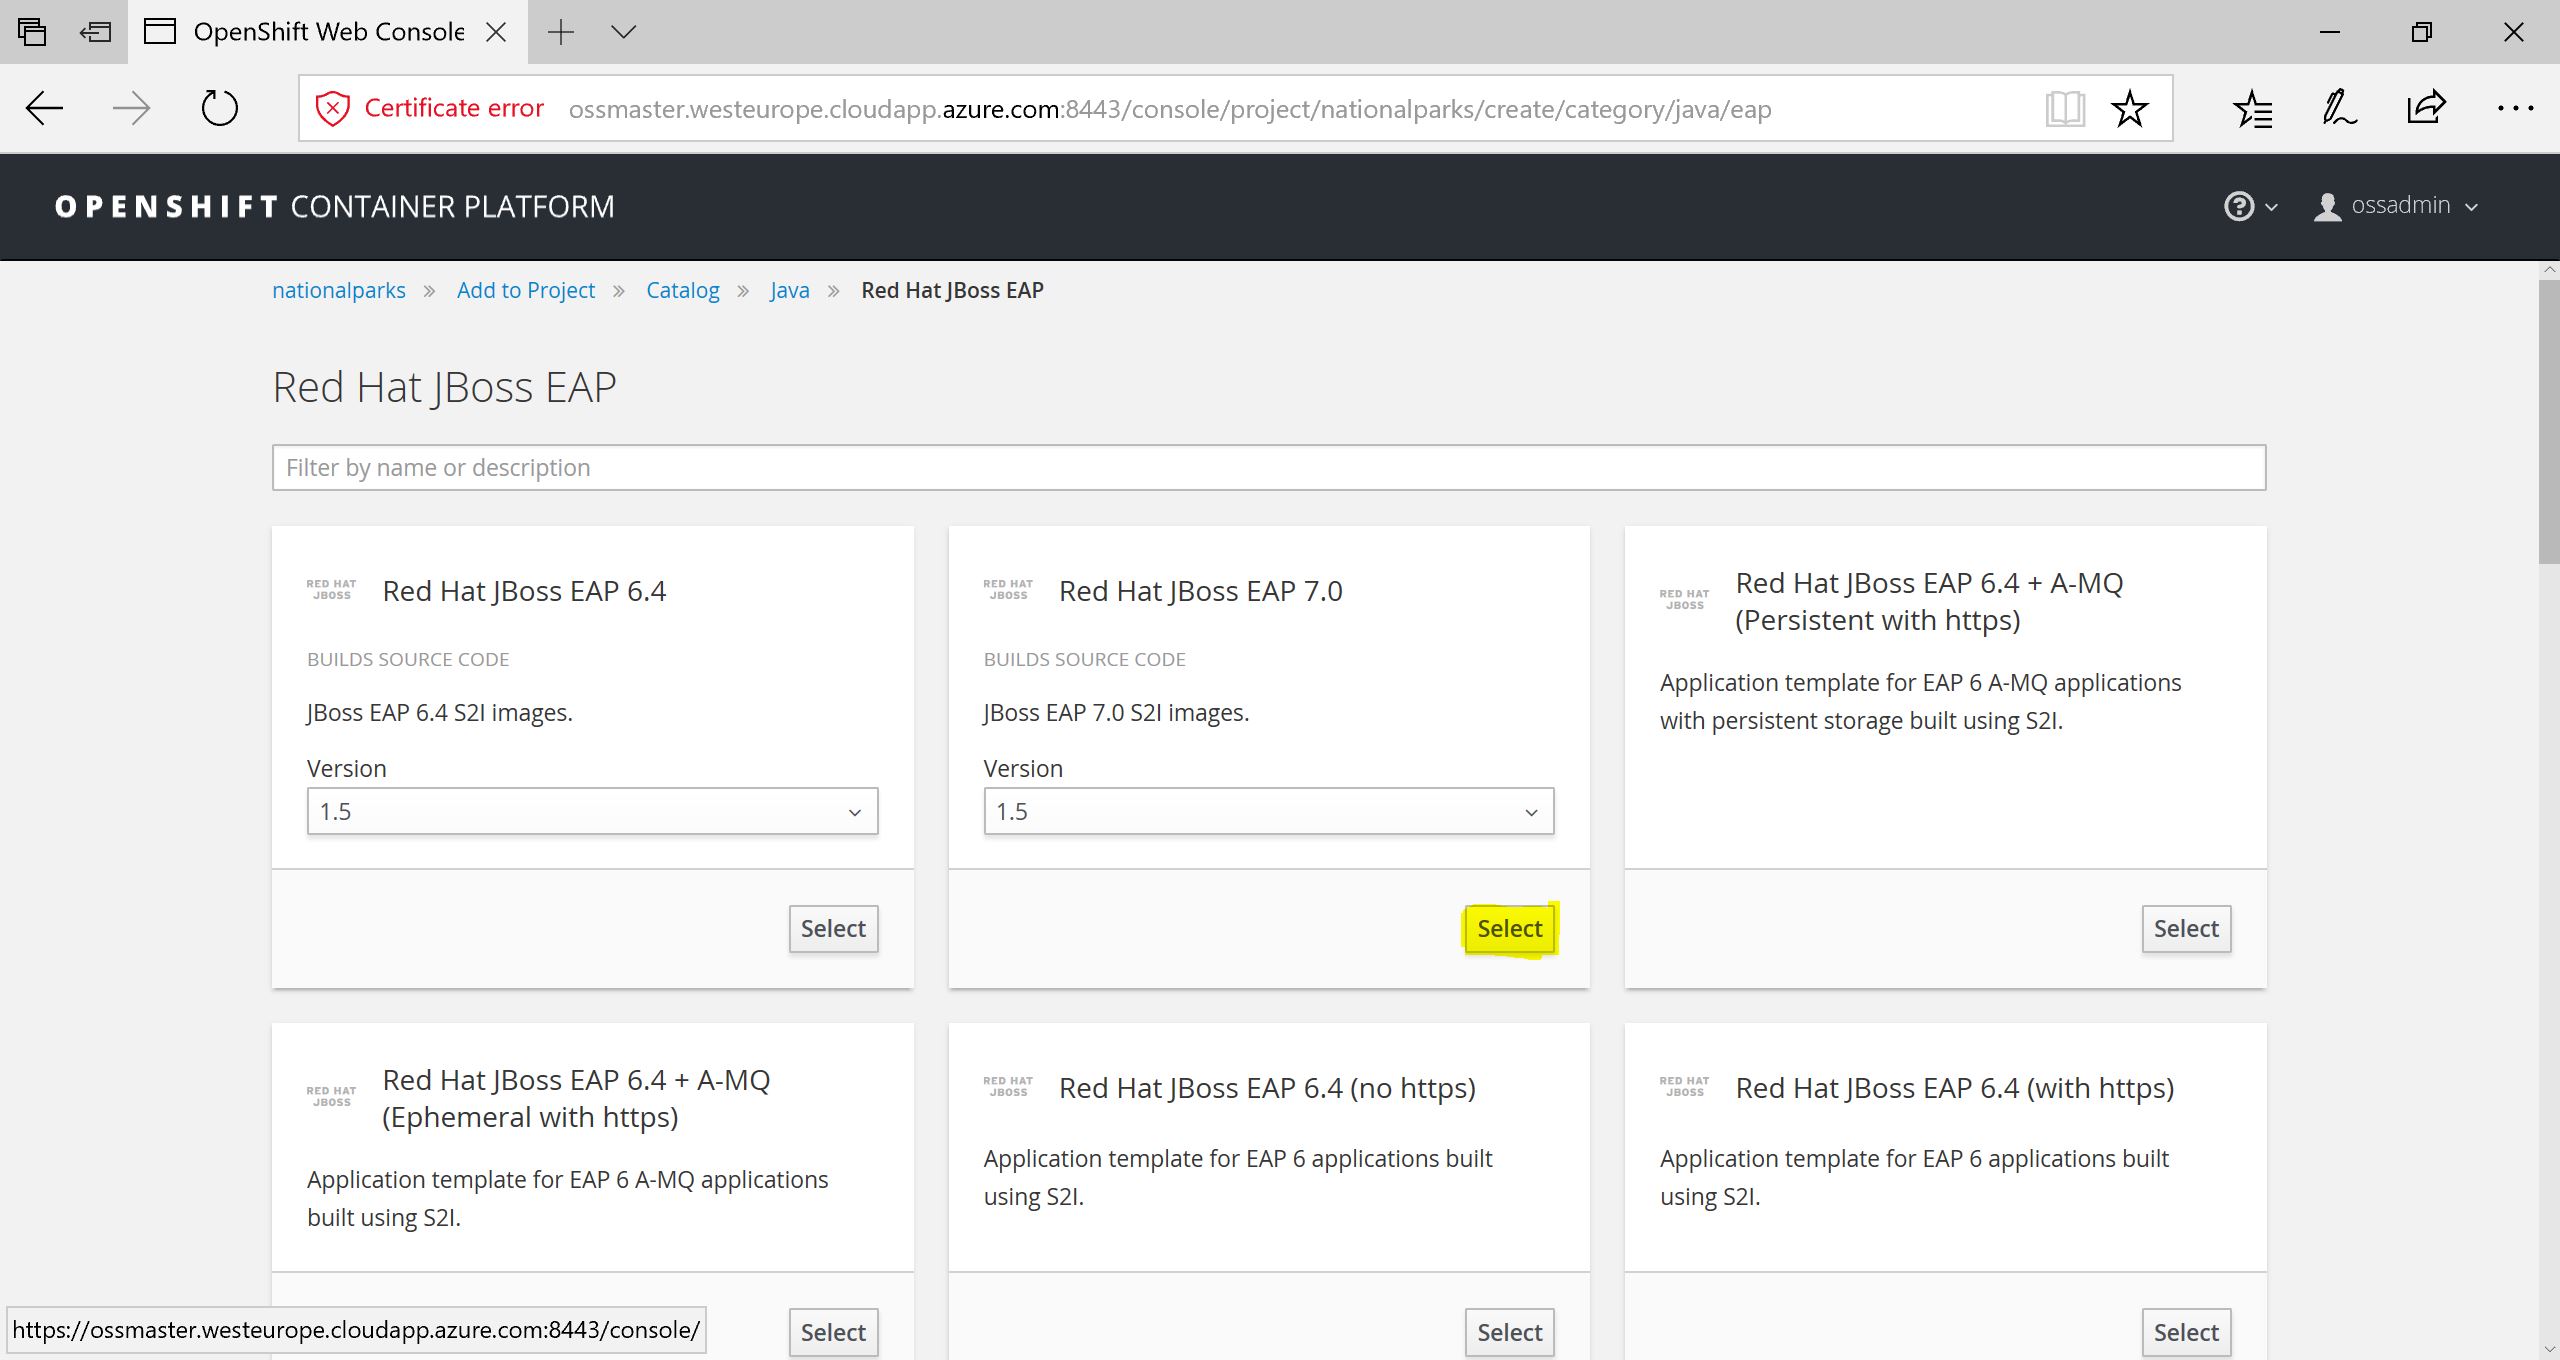 OpenShift Web Console
Certificate error ossmaster.westeurope.cloudapp.azure.com:8443/console/project/nationalparks/create/category/java/eap
OPENSHIFT CONTAINER PLATFORM
ossadmin
nationalparks » Add to Project » Catalog » Java » Red Hat JBoss EAP
Red Hat JBoss EAP
Filter by name or description
RED HAT
JBOSS
Red Hat JBoss EAP 6.4
BUILDS SOURCE CODE
JBoss EAP 6.4 S2I images.
Version
1.5
Select
RED HAT
JBOSS
Red Hat JBoss EAP 7.0
BUILDS SOURCE CODE
JBoss EAP 7.0 S2I images.
Version
1.5
Select
RED HAT
JBOSS
Red Hat JBoss EAP 6.4 + A-MQ
(Persistent with https)
Application template for EAP 6 A-MQ applications
with persistent storage built using S2I.
Select
RED HAT
JBOSS
Red Hat JBoss EAP 6.4 + A-MQ
(Ephemeral with https)
Application template for EAP 6 A-MQ applications
built using S2I.
Select
RED HAT
JBOSS
Red Hat JBoss EAP 6.4 (no https)
Application template for EAP 6 applications built
using S2I.
Select
RED HAT
JBOSS
Red Hat JBoss EAP 6.4 (with https)
Application template for EAP 6 applications built
using S2I.
Select
https://ossmaster.westeurope.cloudapp.azure.com:8443/console/